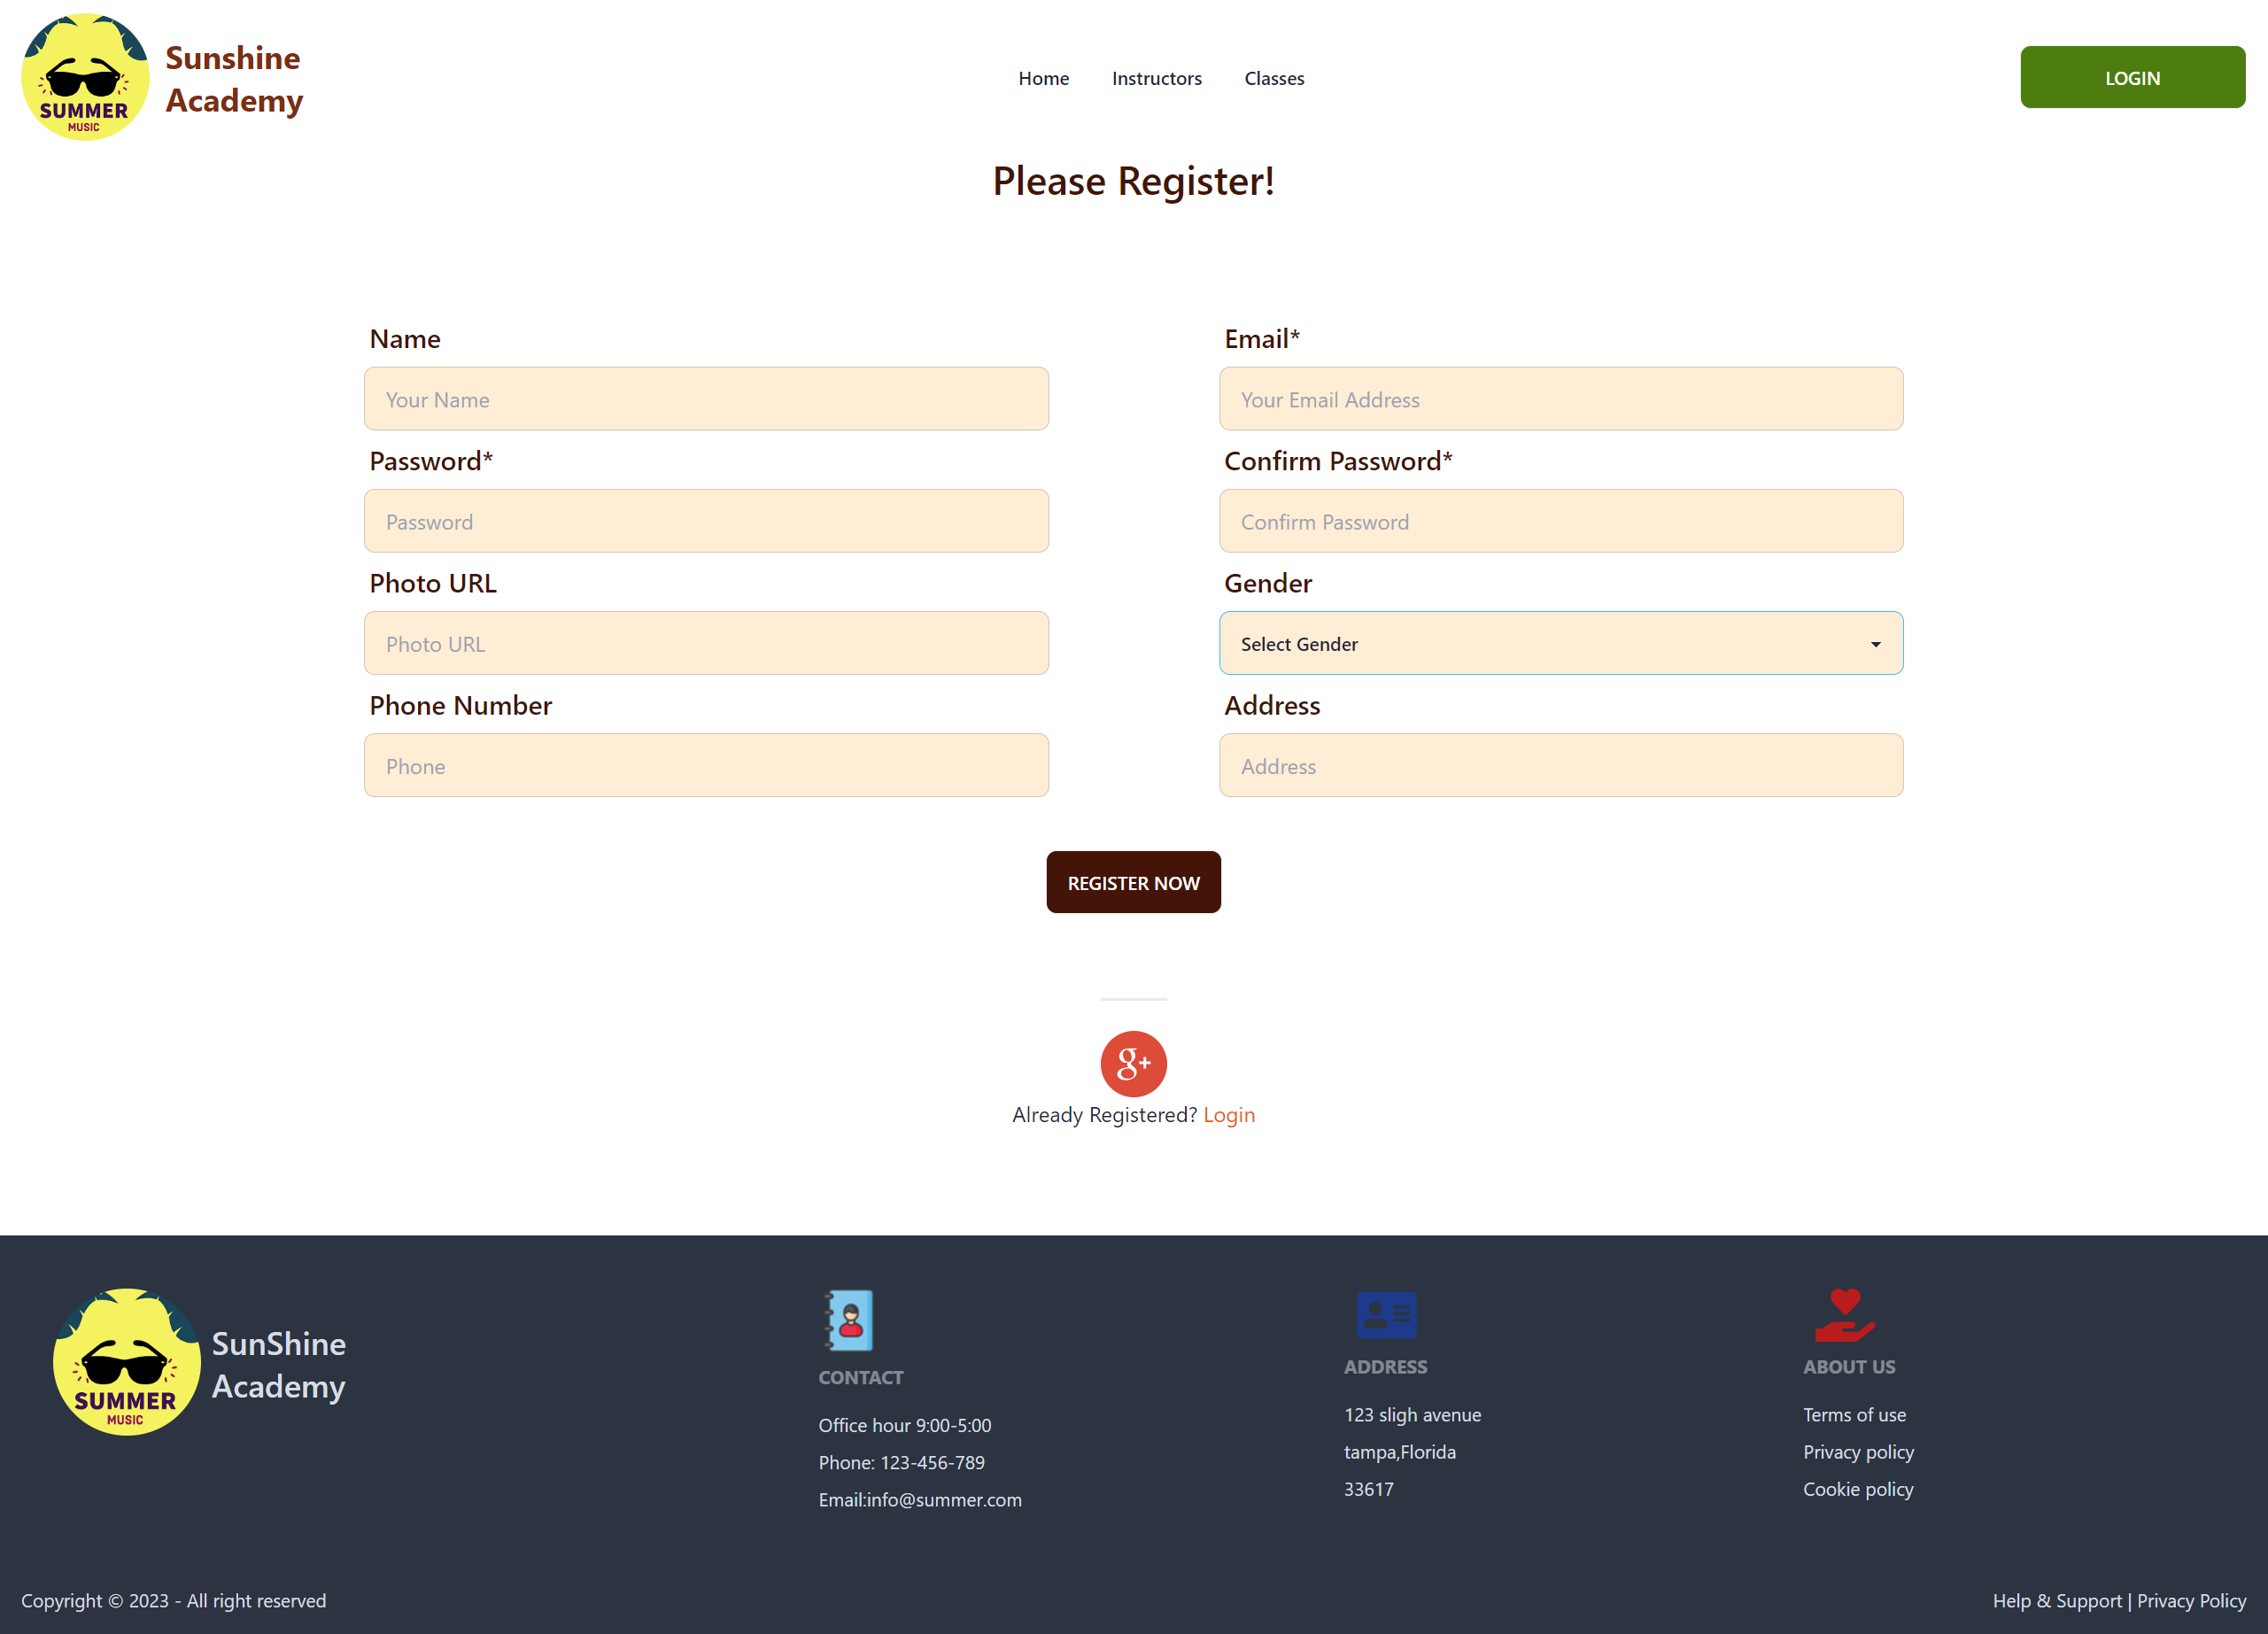 SUMMER
MUSIC
Sunshine
Academy
Home Instructors Classes
LOGIN
Please Register!
Name Email*
Your Name Your Email Address
Password* Confirm Password*
Password Confirm Password
Photo URL Gender
Photo URL Select Gender
Phone Number Address
Phone Address
REGISTER NOW
g+
Already Registered? Login
SUMMER
MUSIC
SunShine
Academy
CONTACT
Office hour 9:00-5:00
Phone: 123-456-789
Email:info@summer.com
ADDRESS
123 sligh avenue
tampa,Florida
33617
ABOUT US
Terms of use
Privacy policy
Cookie policy
Copyright © 2023 - All right reserved
Help & Support | Privacy Policy